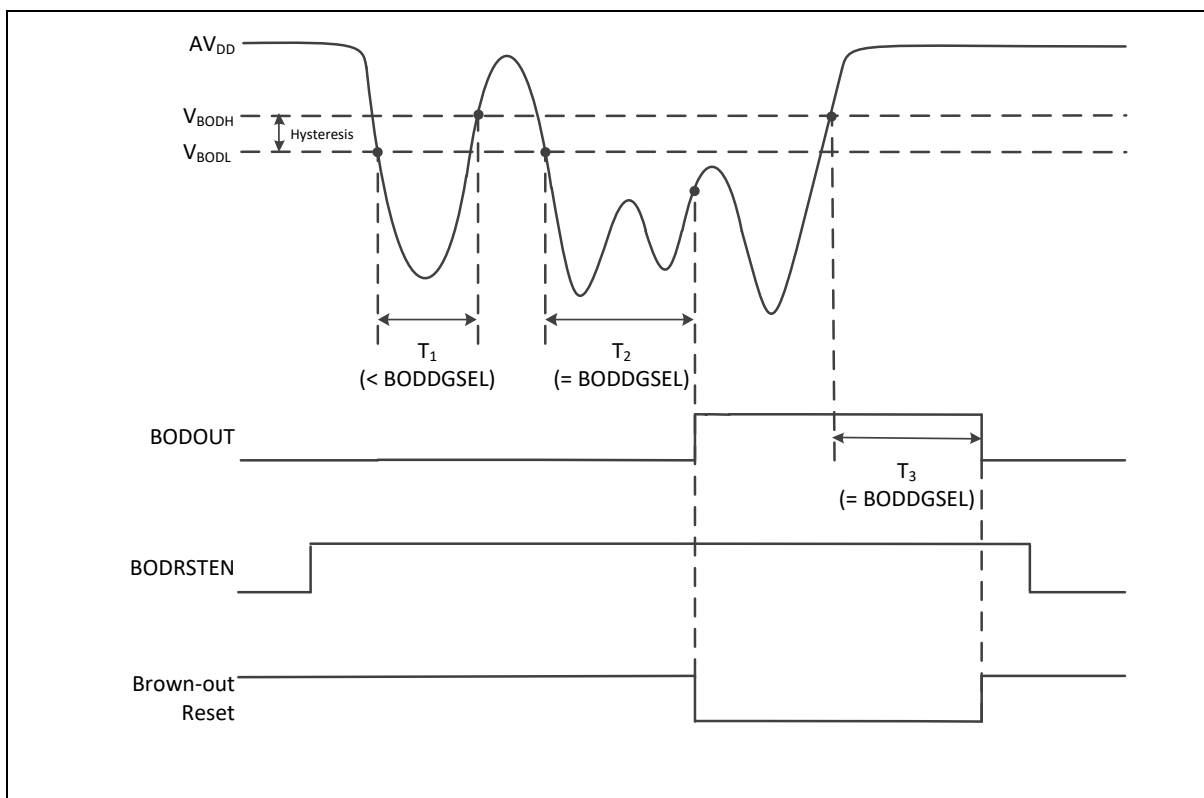 AVDD
VBODH
Hysteresis
VBODL
T1
(< BODDGSEL)
T2
(= BODDGSEL)
BODOUT
T3
(= BODDGSEL)
BODRSTEN
Brown-out
Reset